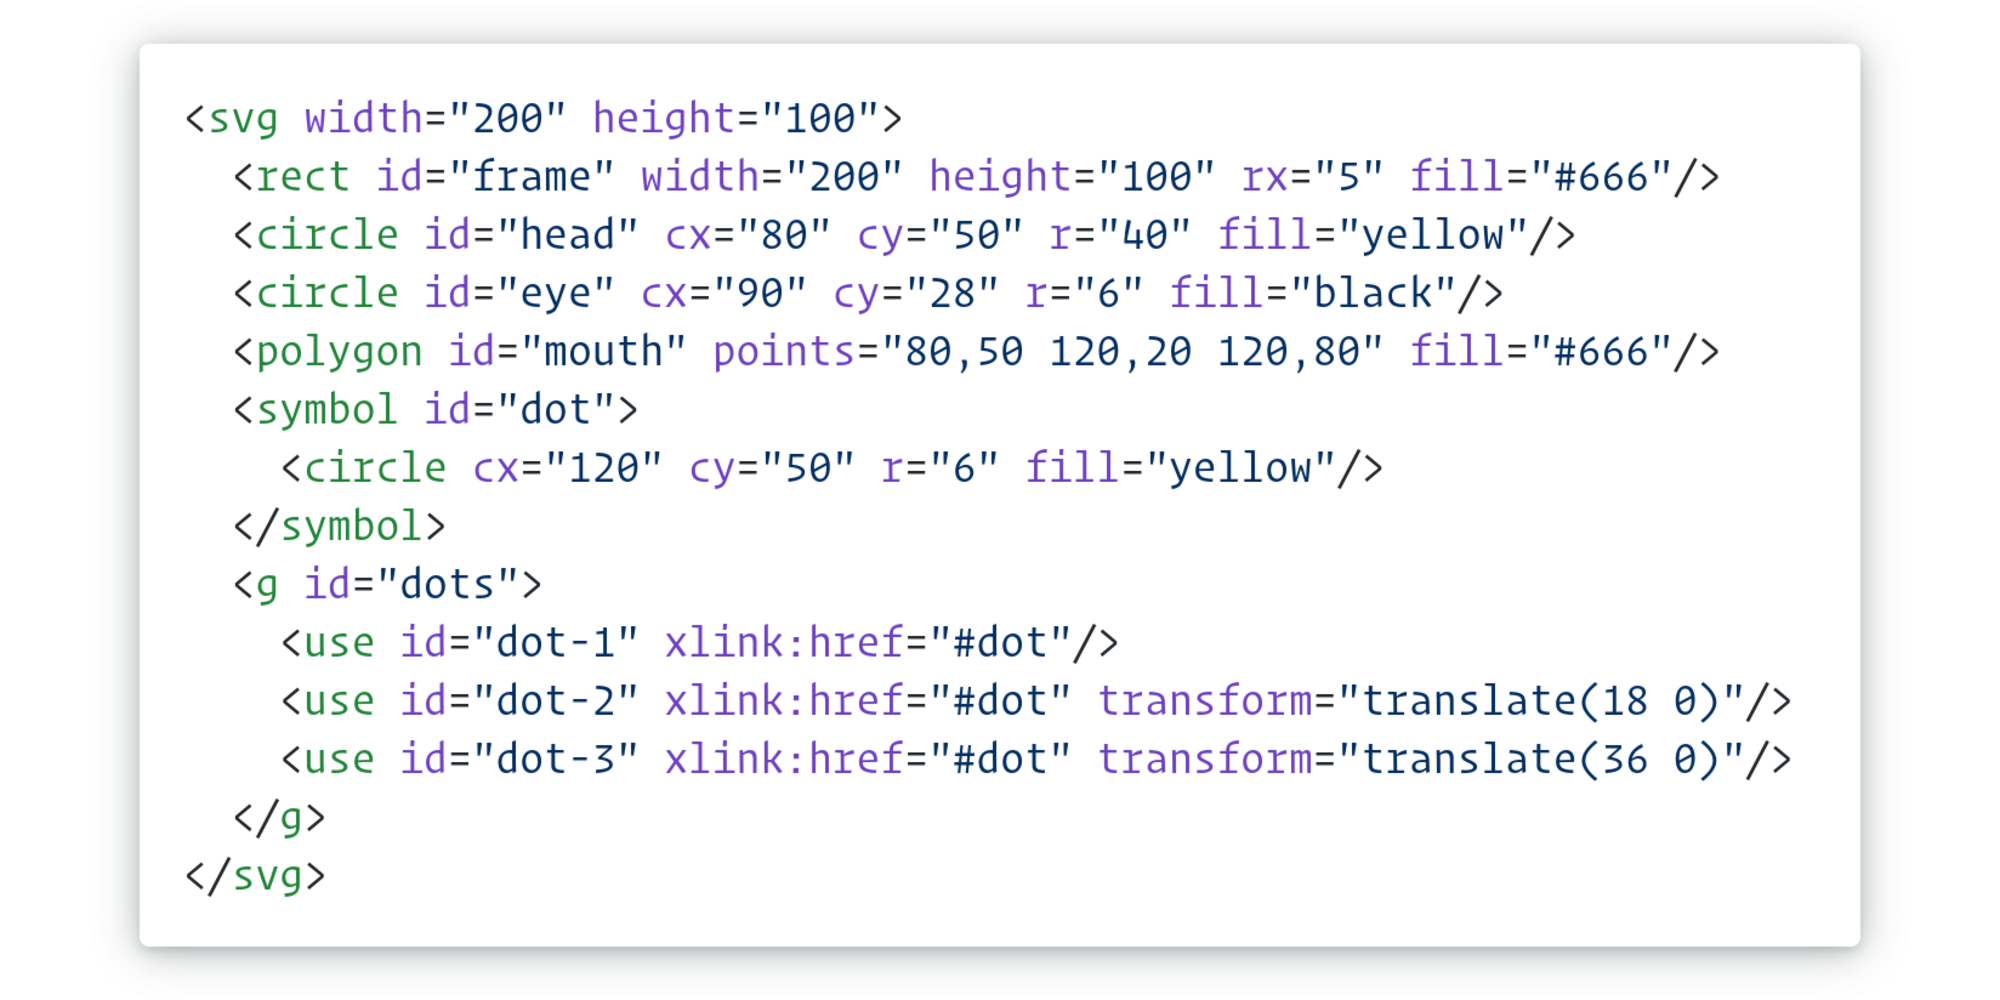 <svg width="200" height="100">
  <rect id="frame" width="200" height="100" rx="5" fill="#666"/>
  <circle id="head" cx="80" cy="50" r="40" fill="yellow"/>
  <circle id="eye" cx="90" cy="28" r="6" fill="black"/>
  <polygon id="mouth" points="80,50 120,20 120,80" fill="#666"/>
  <symbol id="dot">
    <circle cx="120" cy="50" r="6" fill="yellow"/>
  </symbol>
  <g id="dots">
    <use id="dot-1" xlink:href="#dot"/>
    <use id="dot-2" xlink:href="#dot" transform="translate(18 0)"/>
    <use id="dot-3" xlink:href="#dot" transform="translate(36 0)"/>
  </g>
</svg>